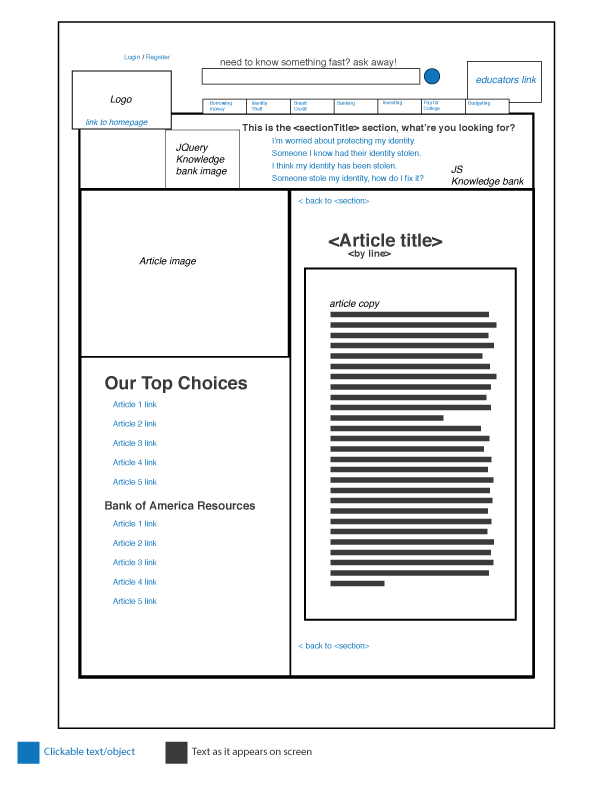 Login / Register
need to know something fast? ask away!
educators link
Logo
link to homepage
Borrowing money
Identity Theft
Smart Credit
Banking
Investing
Pay for College
Budgeting
This is the <sectionTitle> section, what're you looking for?
I'm worried about protecting my identity.
Someone I know had their identity stolen.
I think my identity has been stolen.
Someone stole my identity, how do I fix it?
JQuery
Knowledge
bank image
JS
Knowledge bank
< back to <section>
Article image
<Article title>
<by line>
article copy
Our Top Choices
Article 1 link
Article 2 link
Article 3 link
Article 4 link
Article 5 link
Bank of America Resources
Article 1 link
Article 2 link
Article 3 link
Article 4 link
Article 5 link
< back to <section>
Clickable text/object
Text as it appears on screen